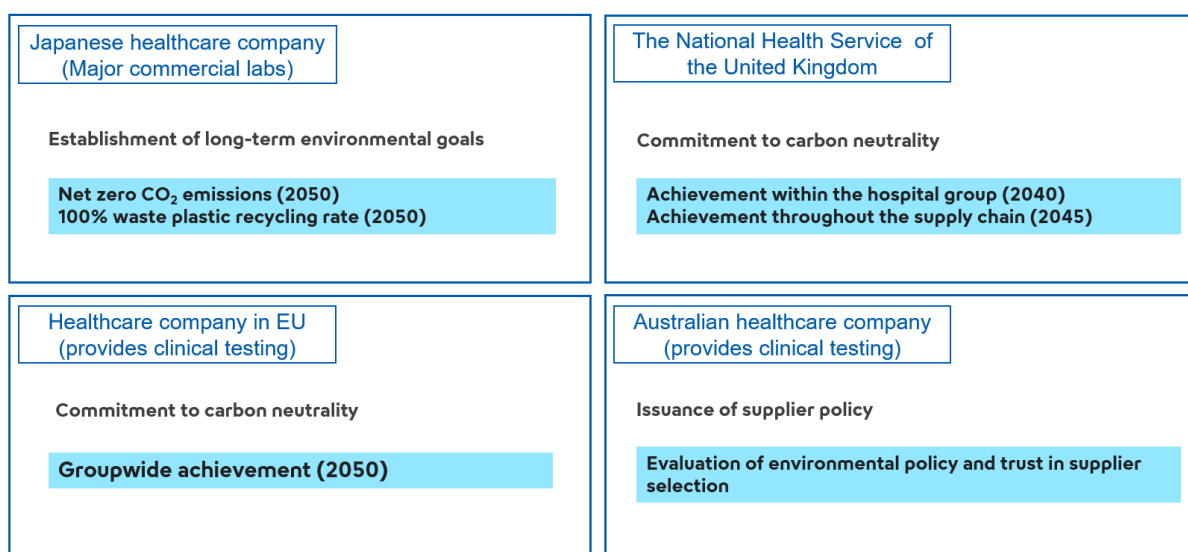 Japanese healthcare company
(Major commercial labs)
Establishment of long-term environmental goals
Net zero CO₂ emissions (2050)
100% waste plastic recycling rate (2050)
The National Health Service of
the United Kingdom
Commitment to carbon neutrality
Achievement within the hospital group (2040)
Achievement throughout the supply chain (2045)
Healthcare company in EU
(provides clinical testing)
Commitment to carbon neutrality
Groupwide achievement (2050)
Australian healthcare company
(provides clinical testing)
Issuance of supplier policy
Evaluation of environmental policy and trust in supplier
selection